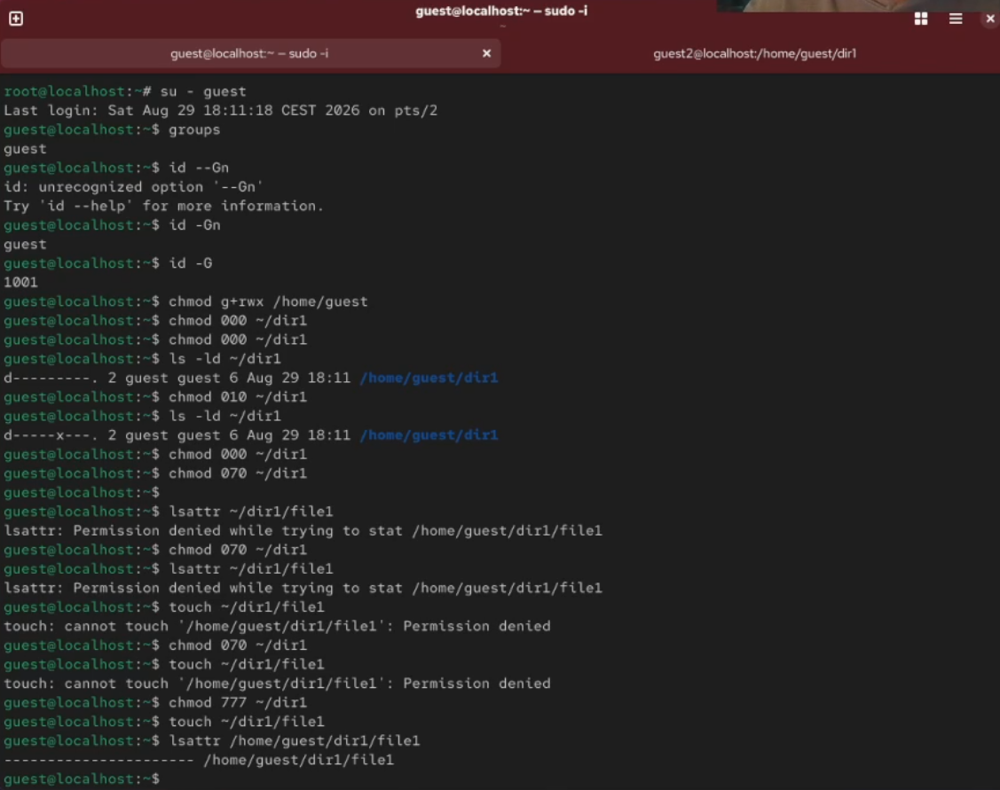 guest@localhost:~ — sudo -i
~
guest@localhost:~ — sudo -i
guest2@localhost:/home/guest/dir1
root@localhost:~# su - guest
Last login: Sat Aug 29 18:11:18 CEST 2026 on pts/2
guest@localhost:~$ groups
guest
guest@localhost:~$ id --Gn
id: unrecognized option '--Gn'
Try 'id --help' for more information.
guest@localhost:~$ id -Gn
guest
guest@localhost:~$ id -G
1001
guest@localhost:~$ chmod g+rwx /home/guest
guest@localhost:~$ chmod 000 ~/dir1
guest@localhost:~$ chmod 000 ~/dir1
guest@localhost:~$ ls -ld ~/dir1
d---------. 2 guest guest 6 Aug 29 18:11 /home/guest/dir1
guest@localhost:~$ chmod 010 ~/dir1
guest@localhost:~$ ls -ld ~/dir1
d-----x---. 2 guest guest 6 Aug 29 18:11 /home/guest/dir1
guest@localhost:~$ chmod 000 ~/dir1
guest@localhost:~$ chmod 070 ~/dir1
guest@localhost:~$
guest@localhost:~$ lsattr ~/dir1/file1
lsattr: Permission denied while trying to stat /home/guest/dir1/file1
guest@localhost:~$ chmod 070 ~/dir1
guest@localhost:~$ lsattr ~/dir1/file1
lsattr: Permission denied while trying to stat /home/guest/dir1/file1
guest@localhost:~$ touch ~/dir1/file1
touch: cannot touch '/home/guest/dir1/file1': Permission denied
guest@localhost:~$ chmod 070 ~/dir1
guest@localhost:~$ touch ~/dir1/file1
touch: cannot touch '/home/guest/dir1/file1': Permission denied
guest@localhost:~$ chmod 777 ~/dir1
guest@localhost:~$ touch ~/dir1/file1
guest@localhost:~$ lsattr /home/guest/dir1/file1
---------------------- /home/guest/dir1/file1
guest@localhost:~$